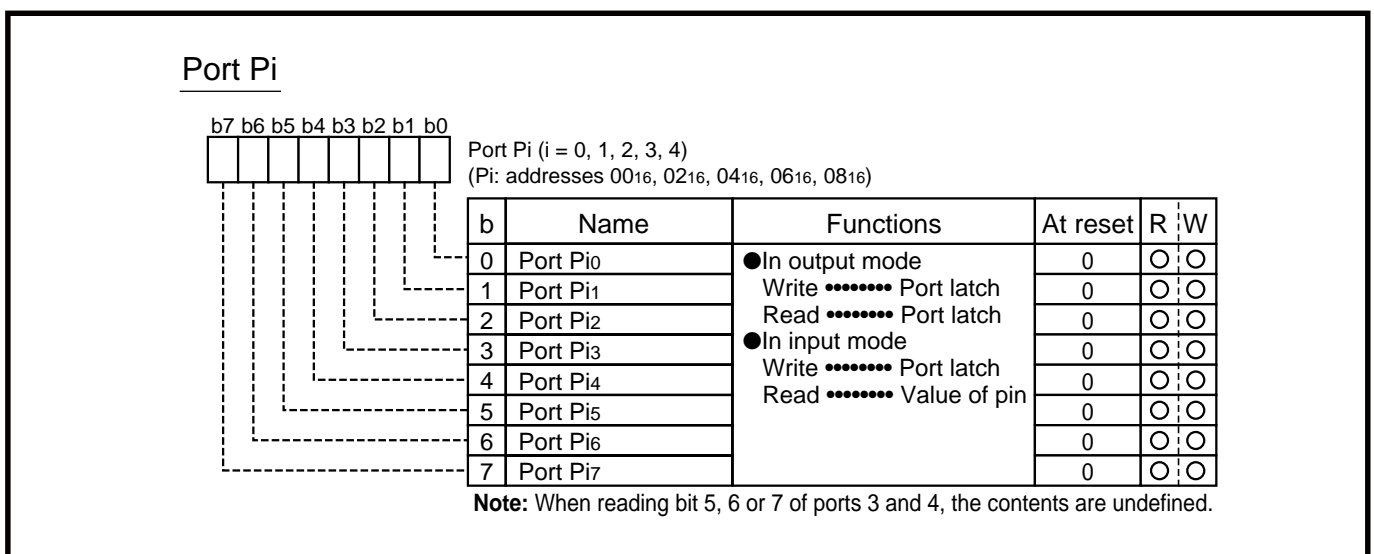 Port Pi
b7 b6 b5 b4 b3 b2 b1 b0
Port Pi (i = 0, 1, 2, 3, 4)
(Pi: addresses 0016, 0216, 0416, 0616, 0816)
b Name Functions At reset R W
0 Port Pi0 ●In output mode 0 O O
1 Port Pi1 Write •••••••• Port latch 0 O O
2 Port Pi2 Read •••••••• Port latch 0 O O
3 Port Pi3 ●In input mode 0 O O
4 Port Pi4 Write •••••••• Port latch 0 O O
5 Port Pi5 Read •••••••• Value of pin 0 O O
6 Port Pi6 0 O O
7 Port Pi7 0 O O
Note: When reading bit 5, 6 or 7 of ports 3 and 4, the contents are undefined.